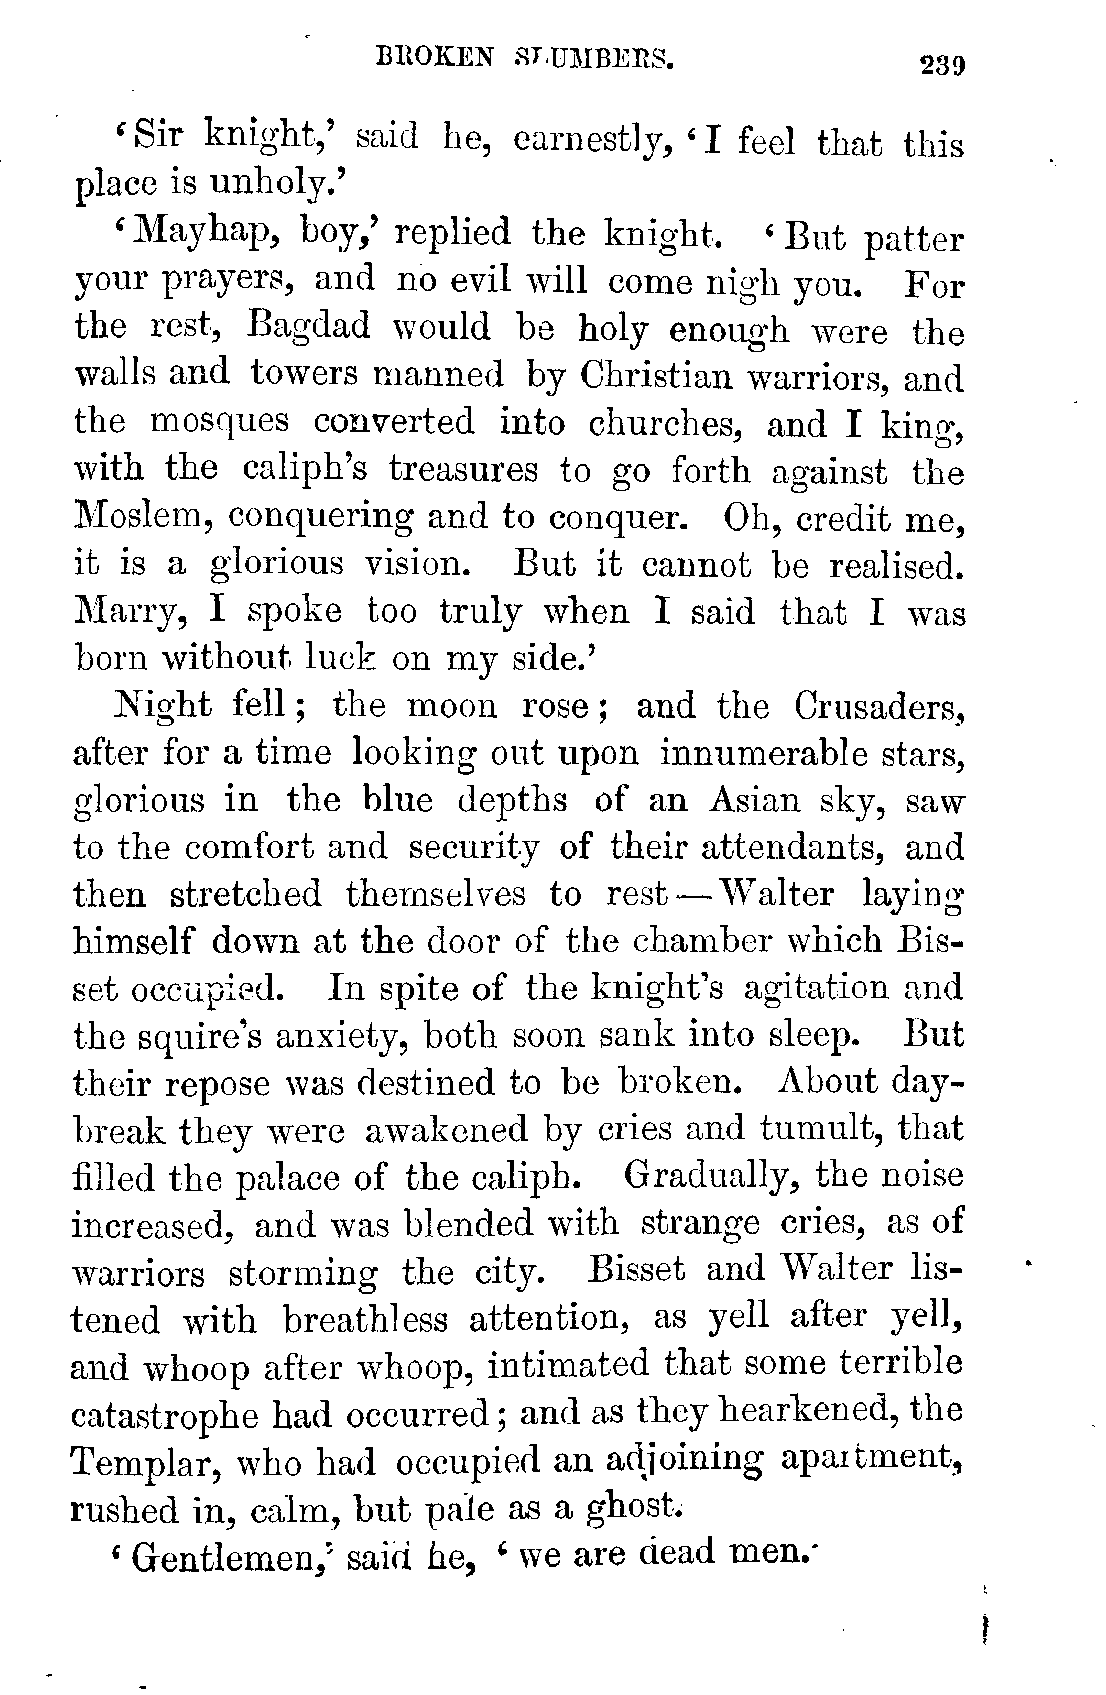 BROKEN SLUMBERS. 239
‘Sir knight,’ said he, earnestly, ‘I feel that this
place is unholy.’
‘Mayhap, boy,’ replied the knight. ‘But patter
your prayers, and no evil will come nigh you. For
the rest, Bagdad would be holy enough were the
walls and towers manned by Christian warriors, and
the mosques converted into churches, and I king,
with the caliph’s treasures to go forth against the
Moslem, conquering and to conquer. Oh, credit me,
it is a glorious vision. But it cannot be realised.
Marry, I spoke too truly when I said that I was
born without luck on my side.’
Night fell; the moon rose; and the Crusaders,
after for a time looking out upon innumerable stars,
glorious in the blue depths of an Asian sky, saw
to the comfort and security of their attendants, and
then stretched themselves to rest—Walter laying
himself down at the door of the chamber which Bis-
set occupied. In spite of the knight’s agitation and
the squire’s anxiety, both soon sank into sleep. But
their repose was destined to be broken. About day-
break they were awakened by cries and tumult, that
filled the palace of the caliph. Gradually, the noise
increased, and was blended with strange cries, as of
warriors storming the city. Bisset and Walter lis-
tened with breathless attention, as yell after yell,
and whoop after whoop, intimated that some terrible
catastrophe had occurred; and as they hearkened, the
Templar, who had occupied an adjoining apartment,
rushed in, calm, but pale as a ghost.
‘Gentlemen,’ said he, ‘we are dead men.’